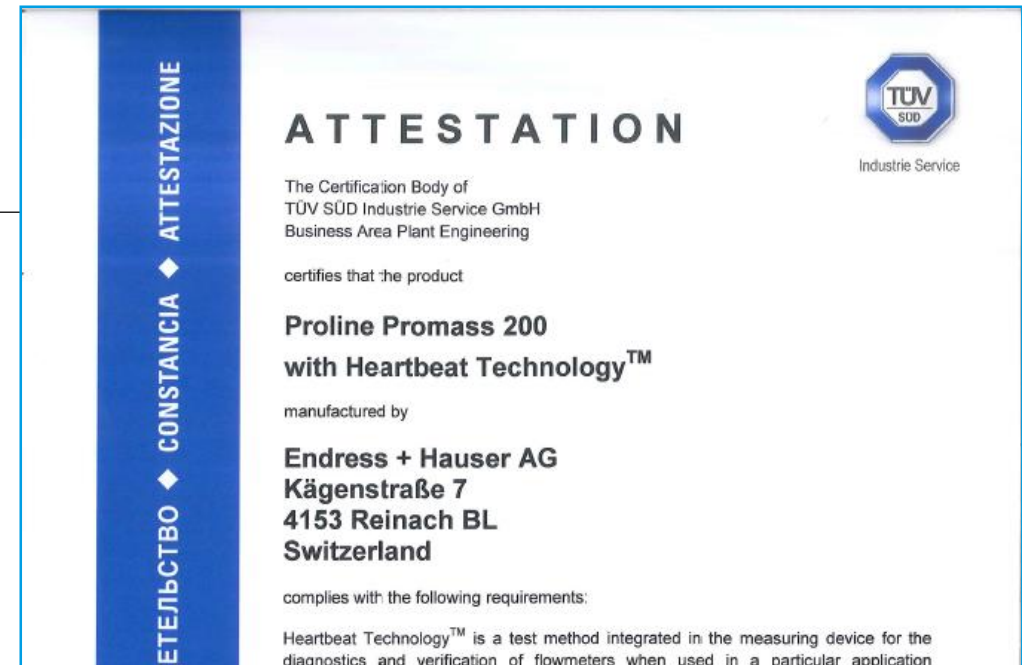 ATTESTATION
TÜV
SÜD
Industrie Service
The Certification Body of
TÜV SÜD Industrie Service GmbH
Business Area Plant Engineering
certifies that the product
Proline Promass 200
with Heartbeat Technology™
manufactured by
Endress + Hauser AG
Kägenstraße 7
4153 Reinach BL
Switzerland
complies with the following requirements:
Heartbeat Technology™ is a test method integrated in the measuring device for the
diagnostics and verification of flowmeters when used in a particular application
ЕТЕЛЬСТВО ◆ CONSTANCIA ◆ ATTESTAZIONE